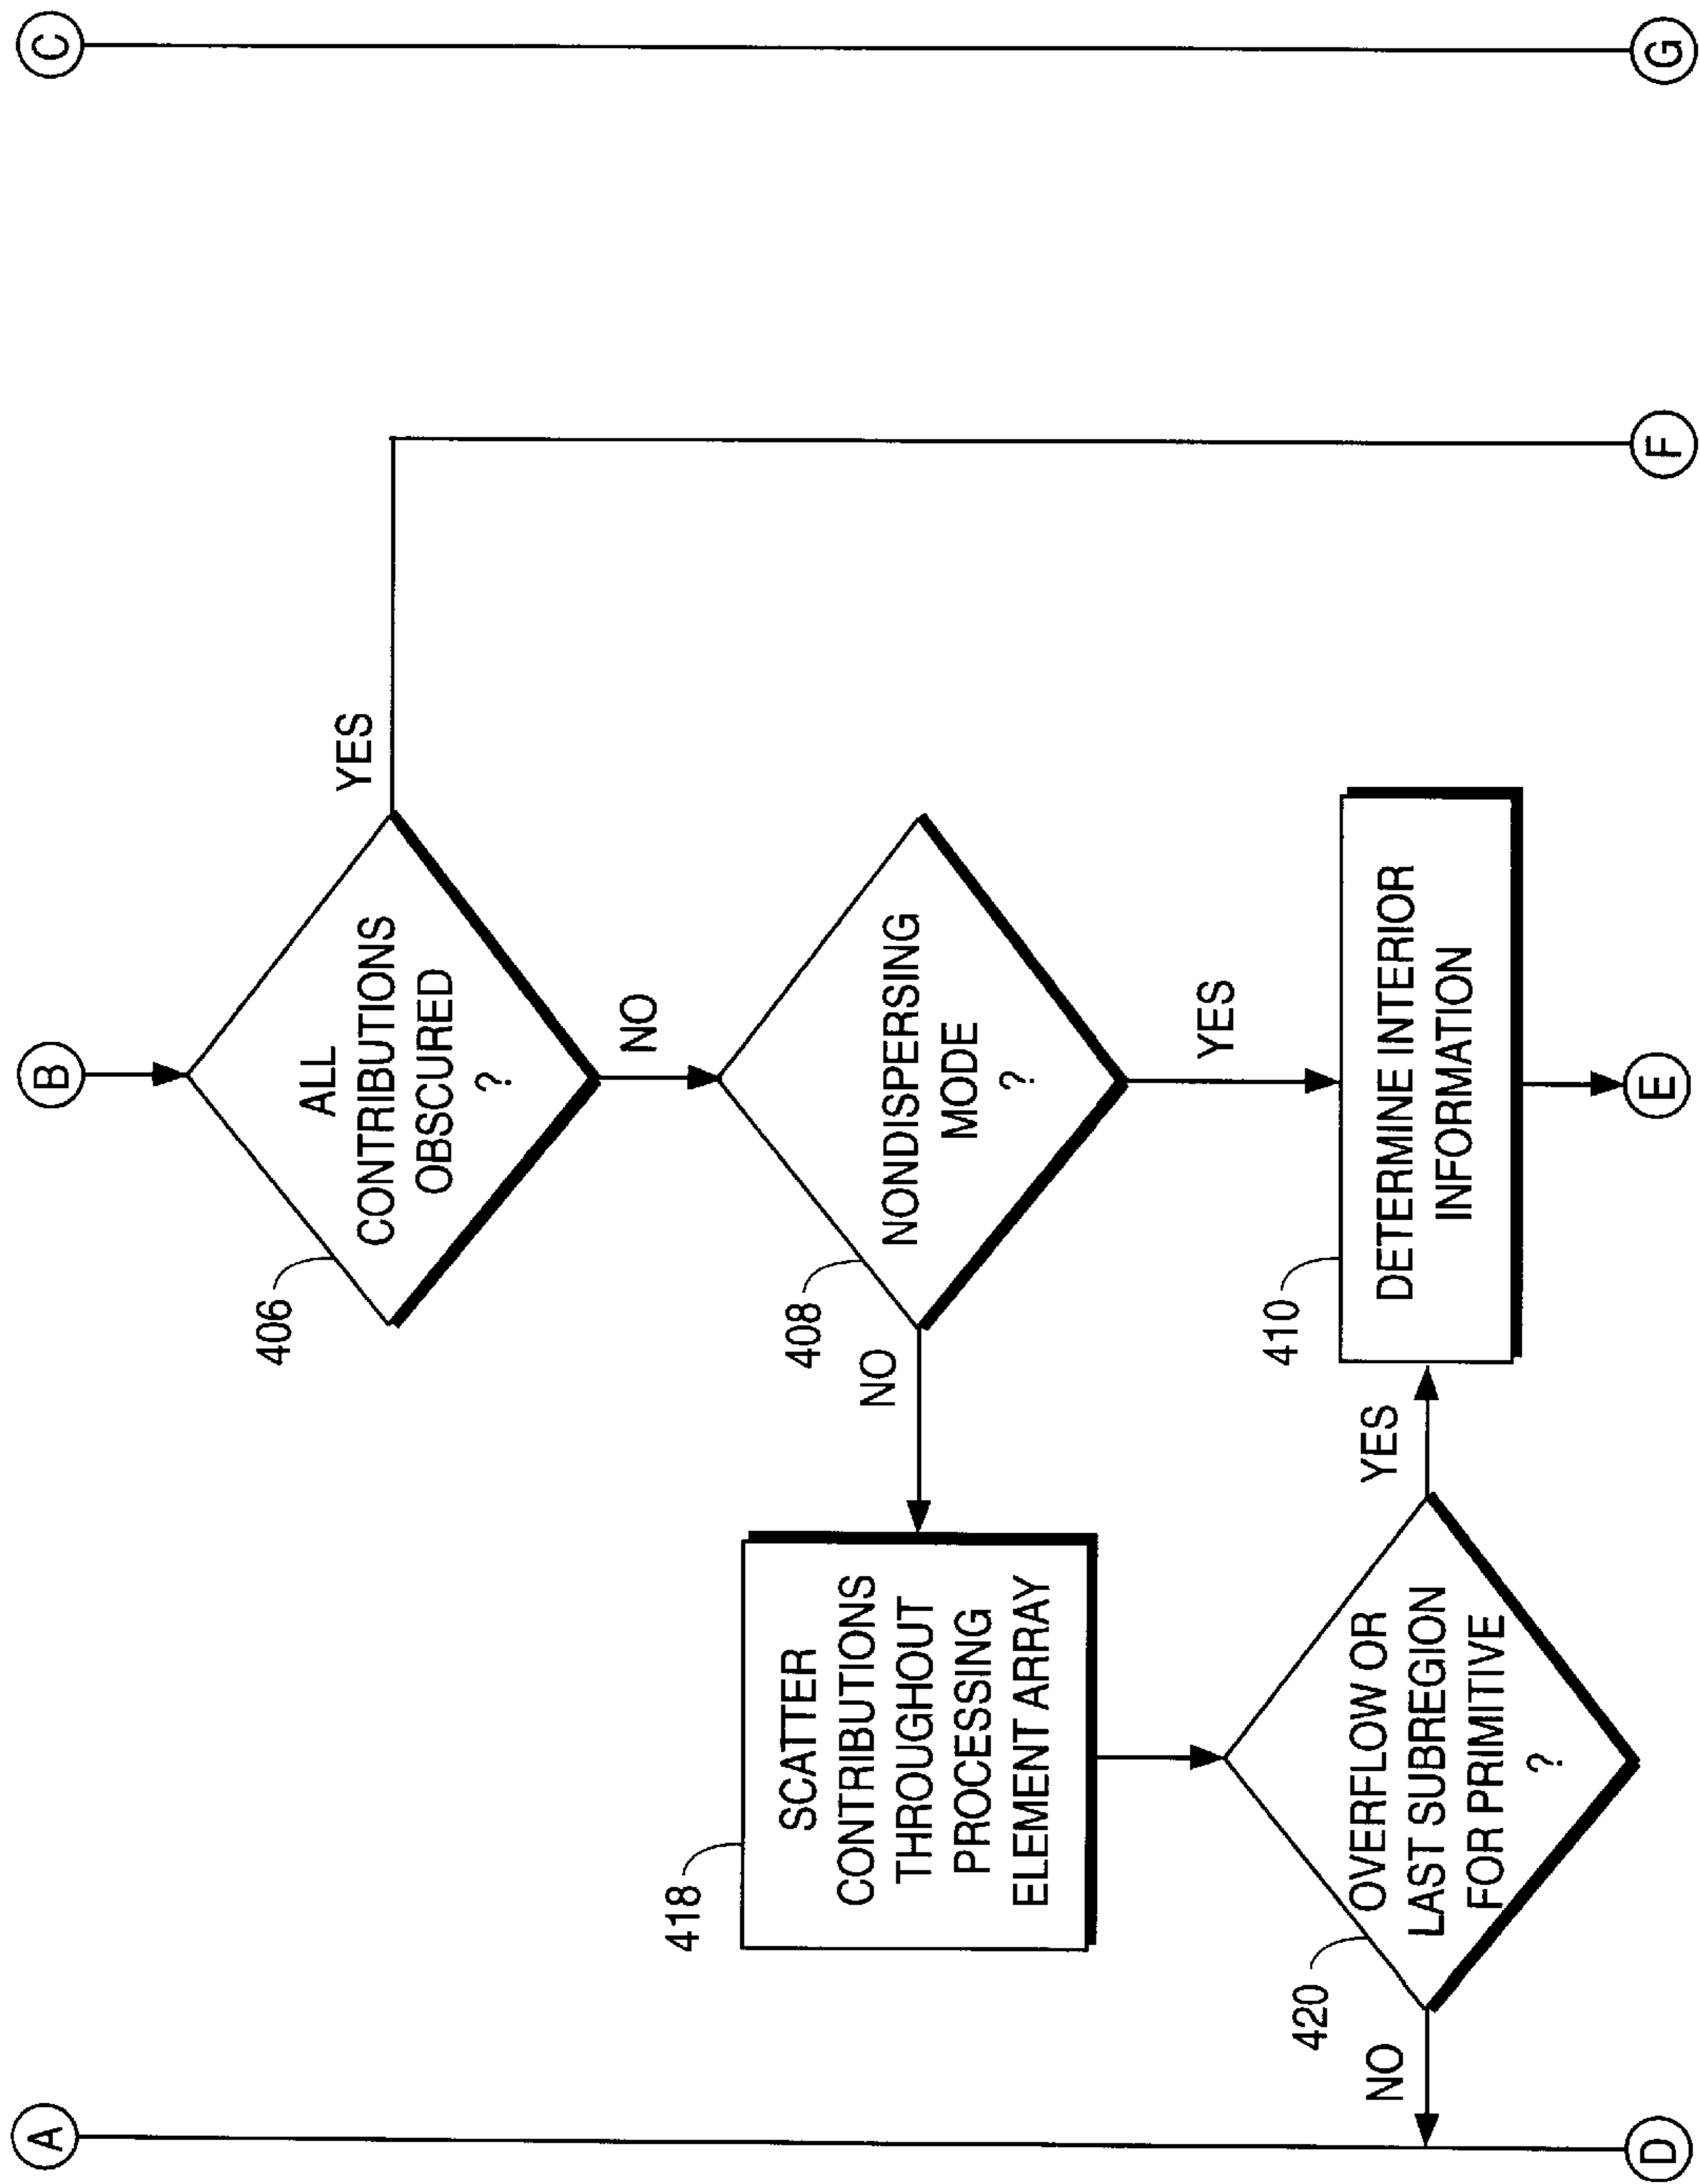 A
B
C
406
ALL
CONTRIBUTIONS
OBSCURED
?
YES
NO
408
NONDISPERSING
MODE
?
NO
YES
418
SCATTER
CONTRIBUTIONS
THROUGHOUT
PROCESSING
ELEMENT ARRAY
420
OVERFLOW OR
LAST SUBREGION
FOR PRIMITIVE
?
NO
YES
410
DETERMINE INTERIOR
INFORMATION
D
E
F
G